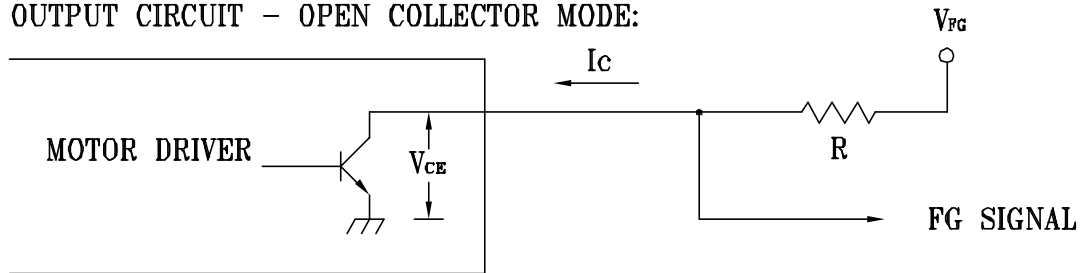 OUTPUT CIRCUIT – OPEN COLLECTOR MODE:
VFG
Ic
MOTOR DRIVER
VCE
R
FG SIGNAL